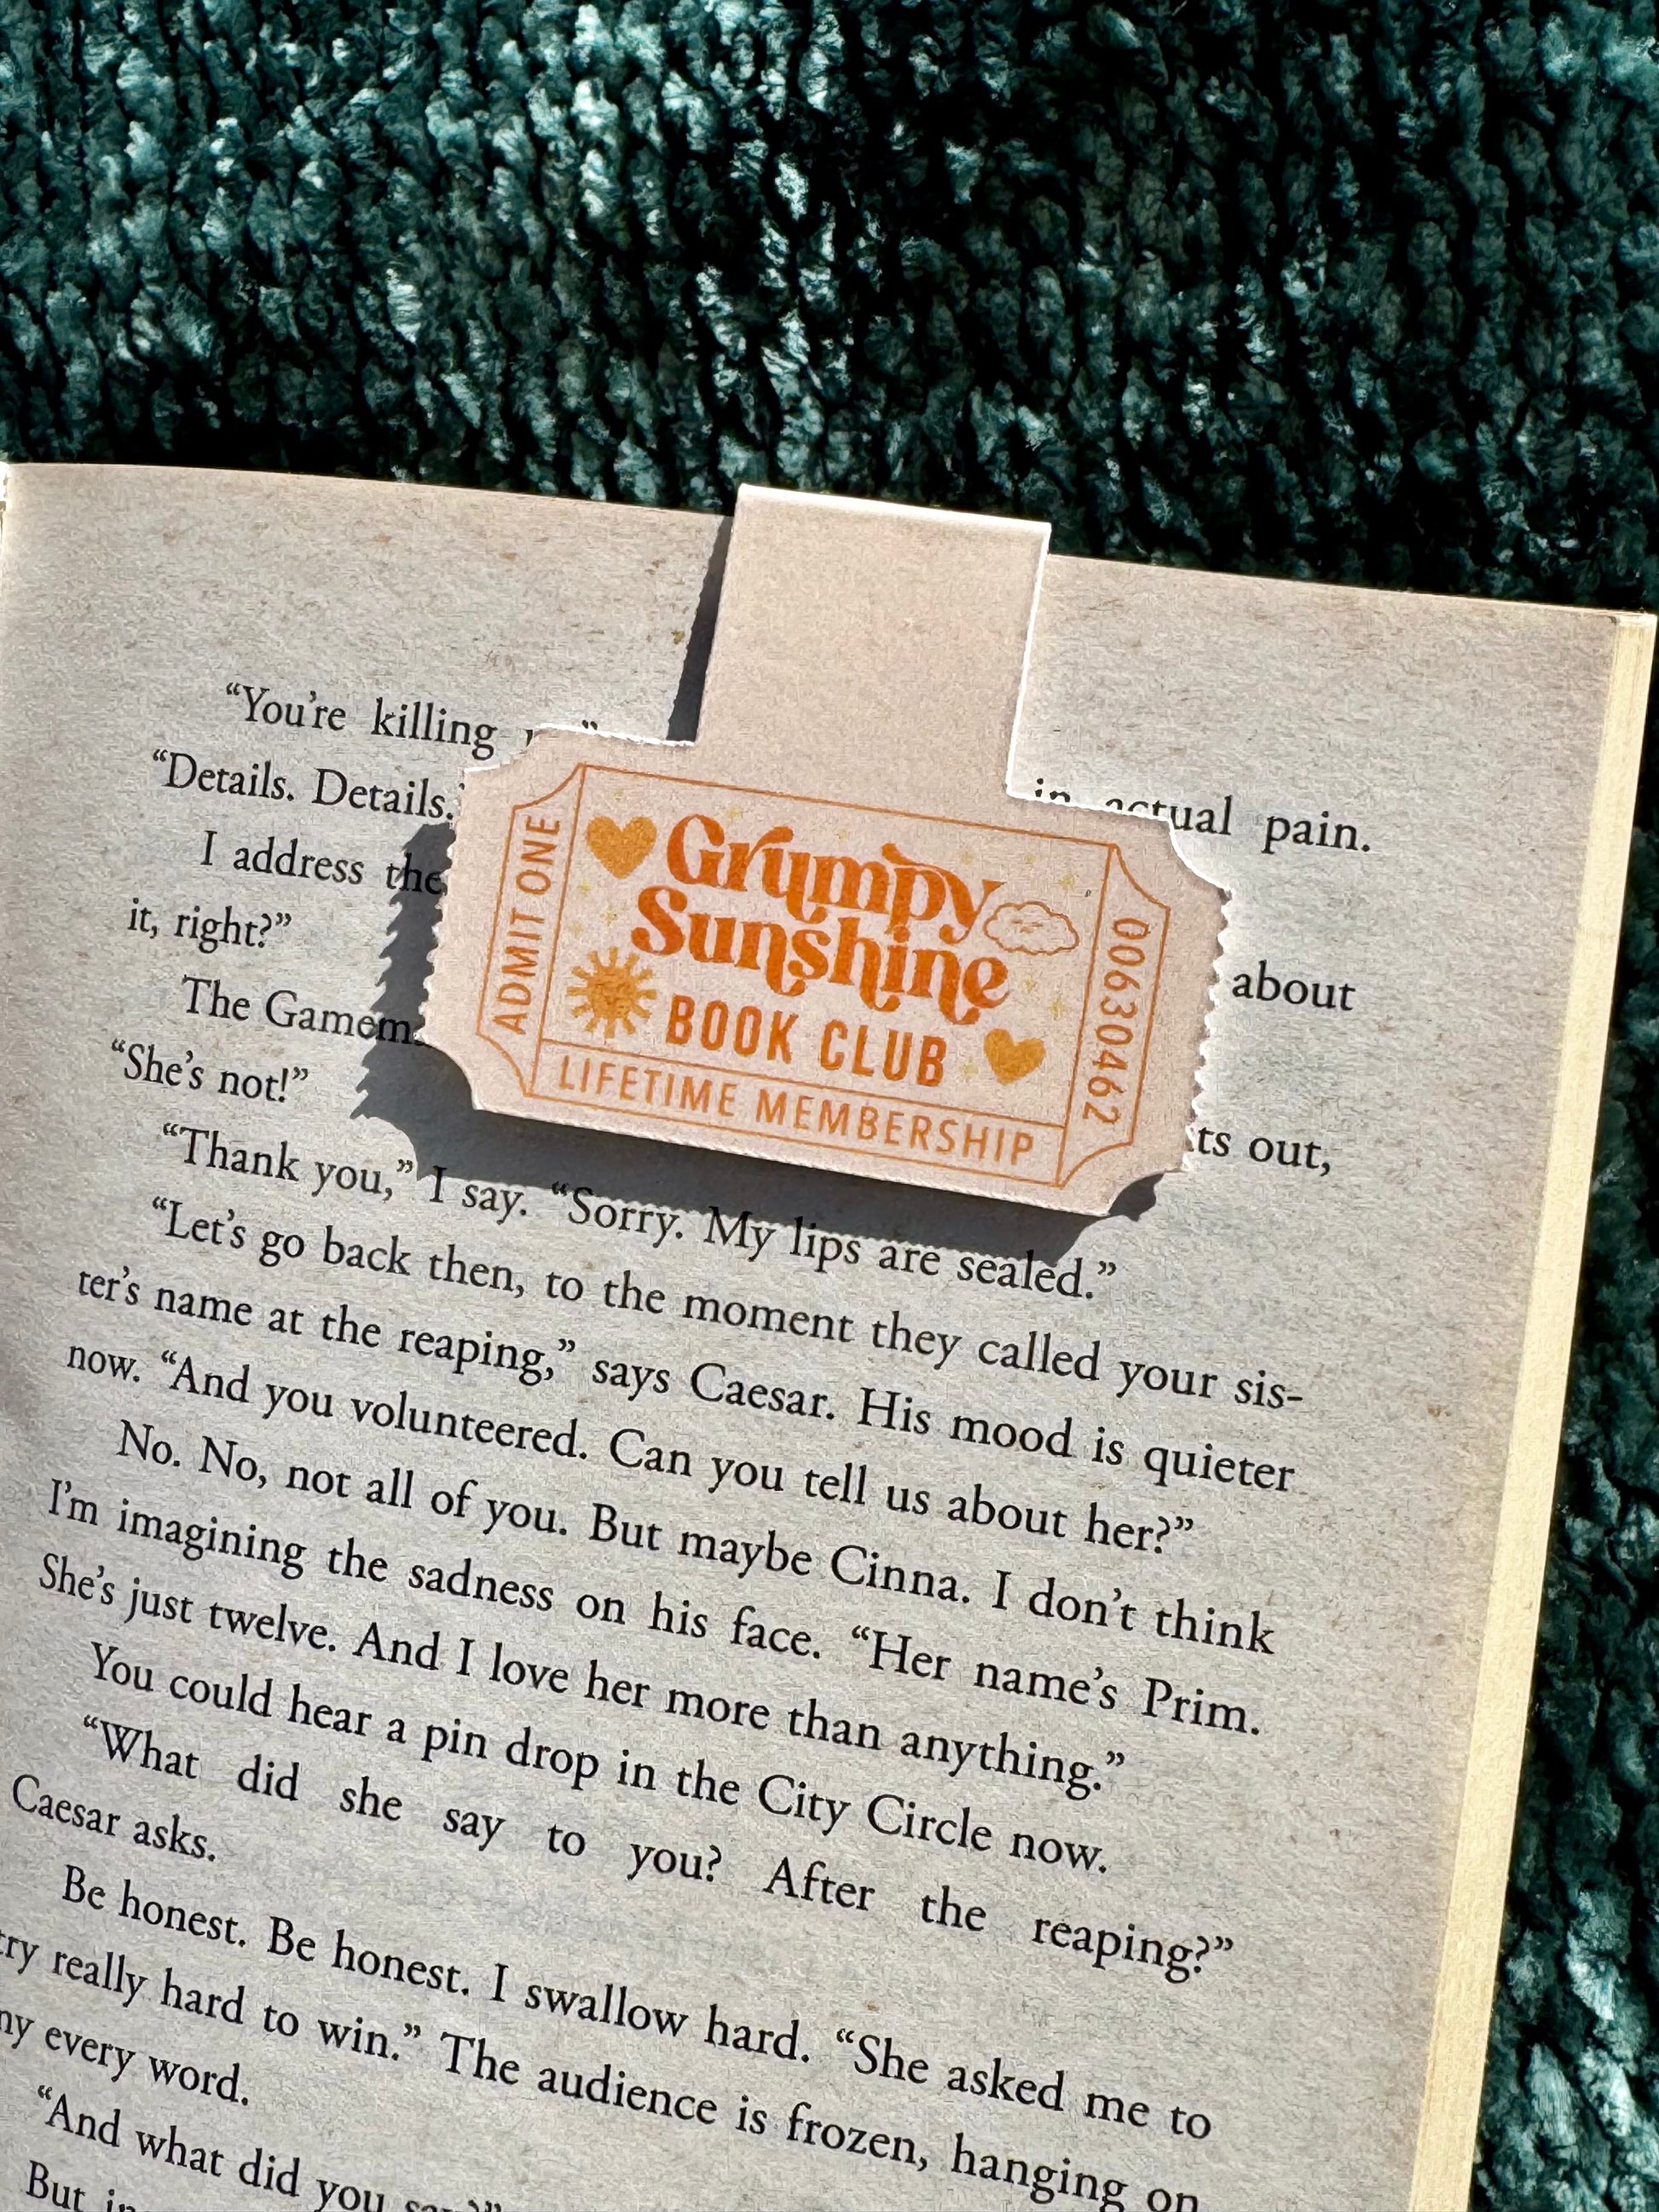 “You’re killing
in actual pain.
“Details. Details.
I address the
about
it, right?”
The
“She’s not!”
out,
“Thank you,” I say. “Sorry. My lips are sealed.”
“Let’s go back then, to the moment they called your sis-
ter’s name at the reaping,” says Caesar. His mood is quieter
now. “And you volunteered. Can you tell us about her?”
No. No, not all of you. But maybe Cinna. I don’t think
I’m imagining the sadness on his face. “Her name’s Prim.
She’s just twelve. And I love her more than anything.”
You could hear a pin drop in the City Circle now.
“What did she say to you? After the reaping?”
Caesar asks.
Be honest. Be honest. I swallow hard. “She asked me to
try really hard to win.” The audience is frozen, hanging on
every word.
“And what did you
But
ADMIT ONE
Grumpy
Sunshine
BOOK CLUB
LIFETIME MEMBERSHIP
00630462